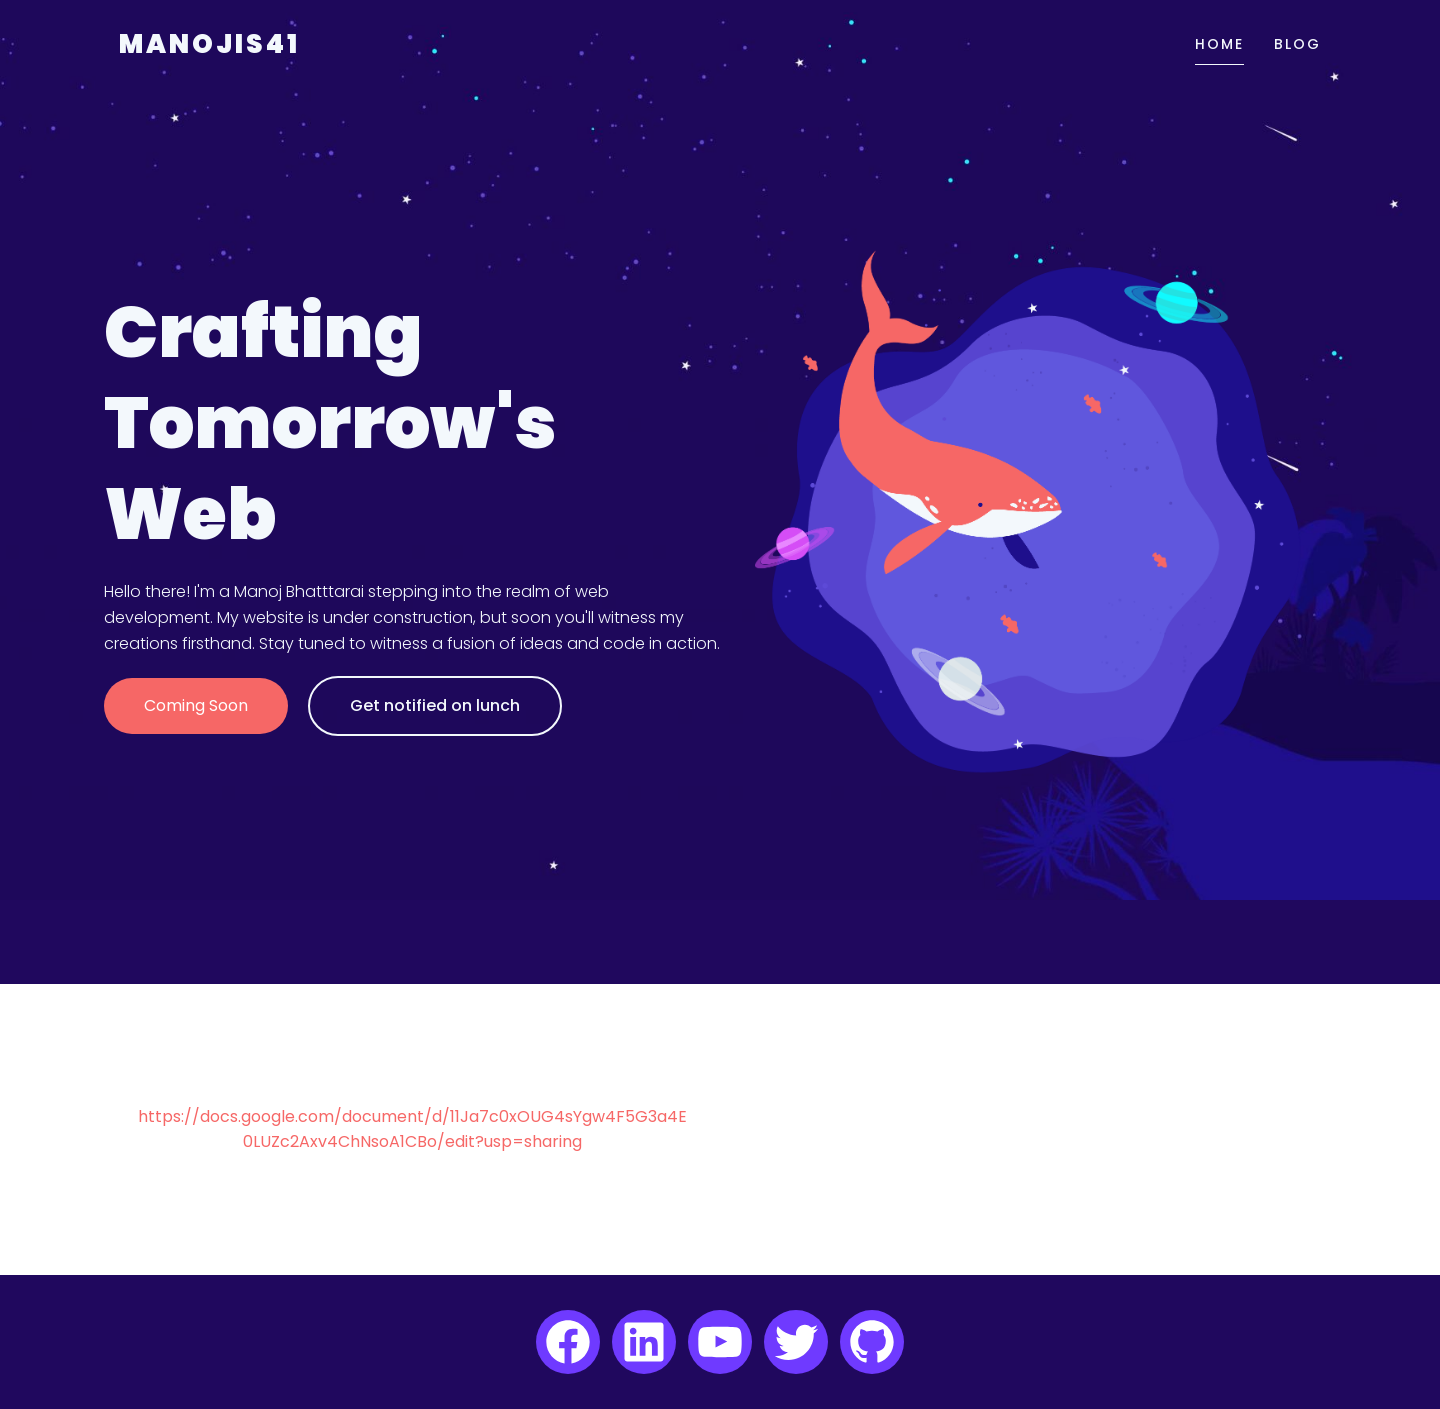 MANOJIS41
HOME BLOG
Crafting
Tomorrow's
Web
Hello there! I'm a Manoj Bhatttarai stepping into the realm of web
development. My website is under construction, but soon you'll witness my
creations firsthand. Stay tuned to witness a fusion of ideas and code in action.
Coming Soon Get notified on lunch
https://docs.google.com/document/d/11Ja7c0xOUG4sYgw4F5G3a4E
0LUZc2Axv4ChNsoA1CBo/edit?usp=sharing